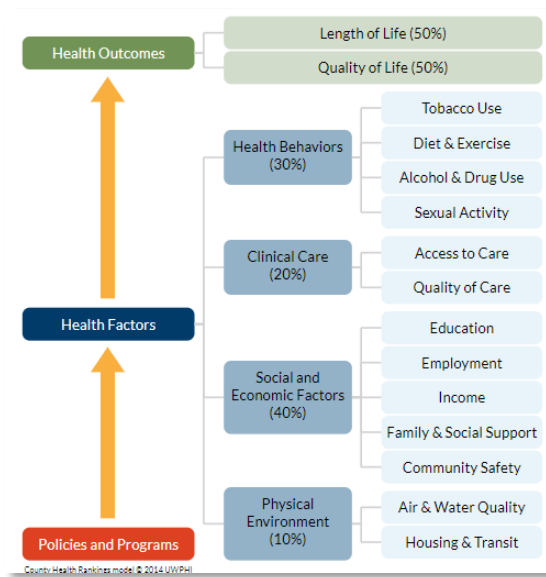 Length of Life (50%)
Health Outcomes
Quality of Life (50%)
Tobacco Use
Health Behaviors
(30%)
Diet & Exercise
Alcohol & Drug Use
Sexual Activity
Clinical Care
(20%)
Access to Care
Quality of Care
Health Factors
Education
Employment
Social and
Economic Factors
(40%)
Income
Family & Social Support
Community Safety
Physical
Environment
(10%)
Air & Water Quality
Housing & Transit
Policies and Programs
County Health Rankings model © 2014 UWPHI